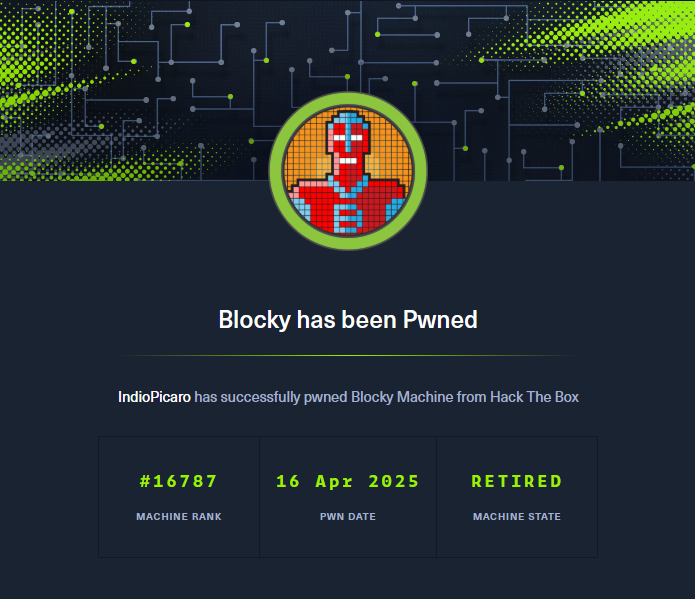 Blocky has been Pwned
IndioPicaro has successfully pwned Blocky Machine from Hack The Box
#16787 16 Apr 2025 RETIRED
MACHINE RANK PWN DATE MACHINE STATE